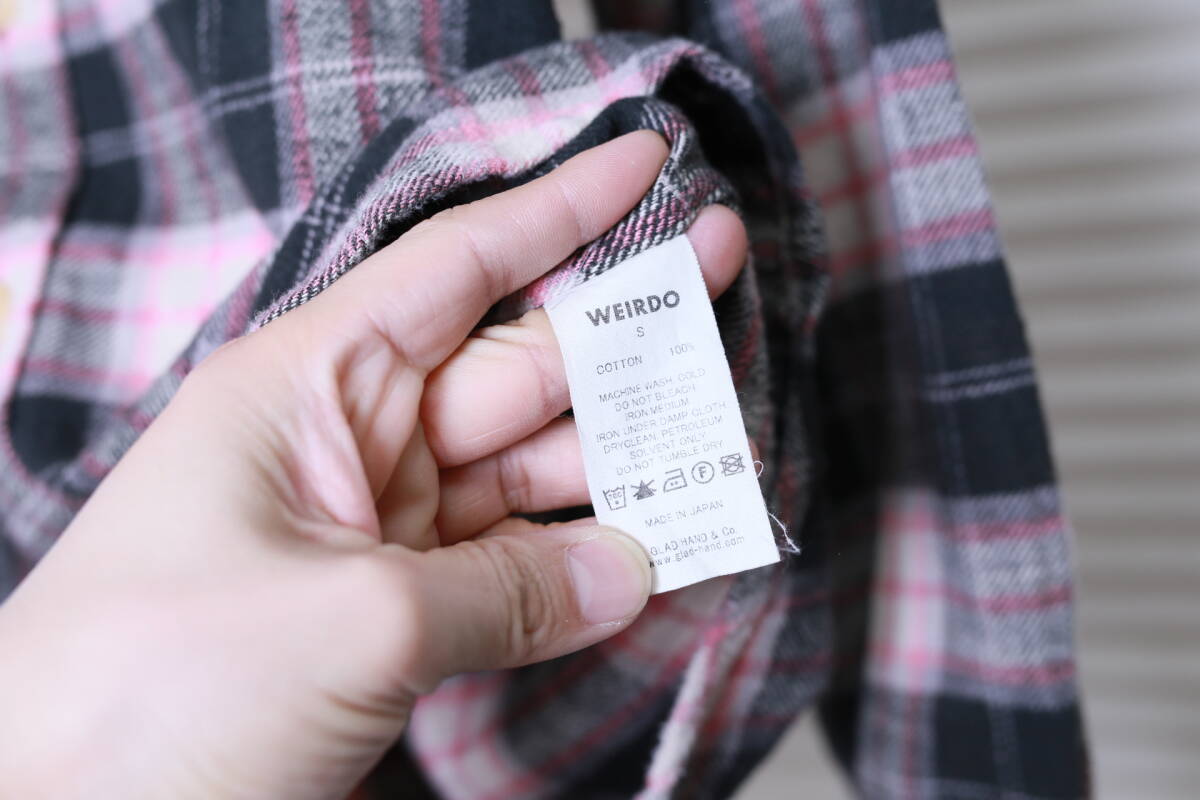 WEIRDO
S
COTTON 100%
MACHINE WASH, COLD
DO NOT BLEACH
IRON MEDIUM
IRON UNDER DAMP CLOTH
DRYCLEAN, PETROLEUM
SOLVENT ONLY
DO NOT TUMBLE DRY
F
MADE IN JAPAN
GLAD HAND & Co.
www.glad-hand.com